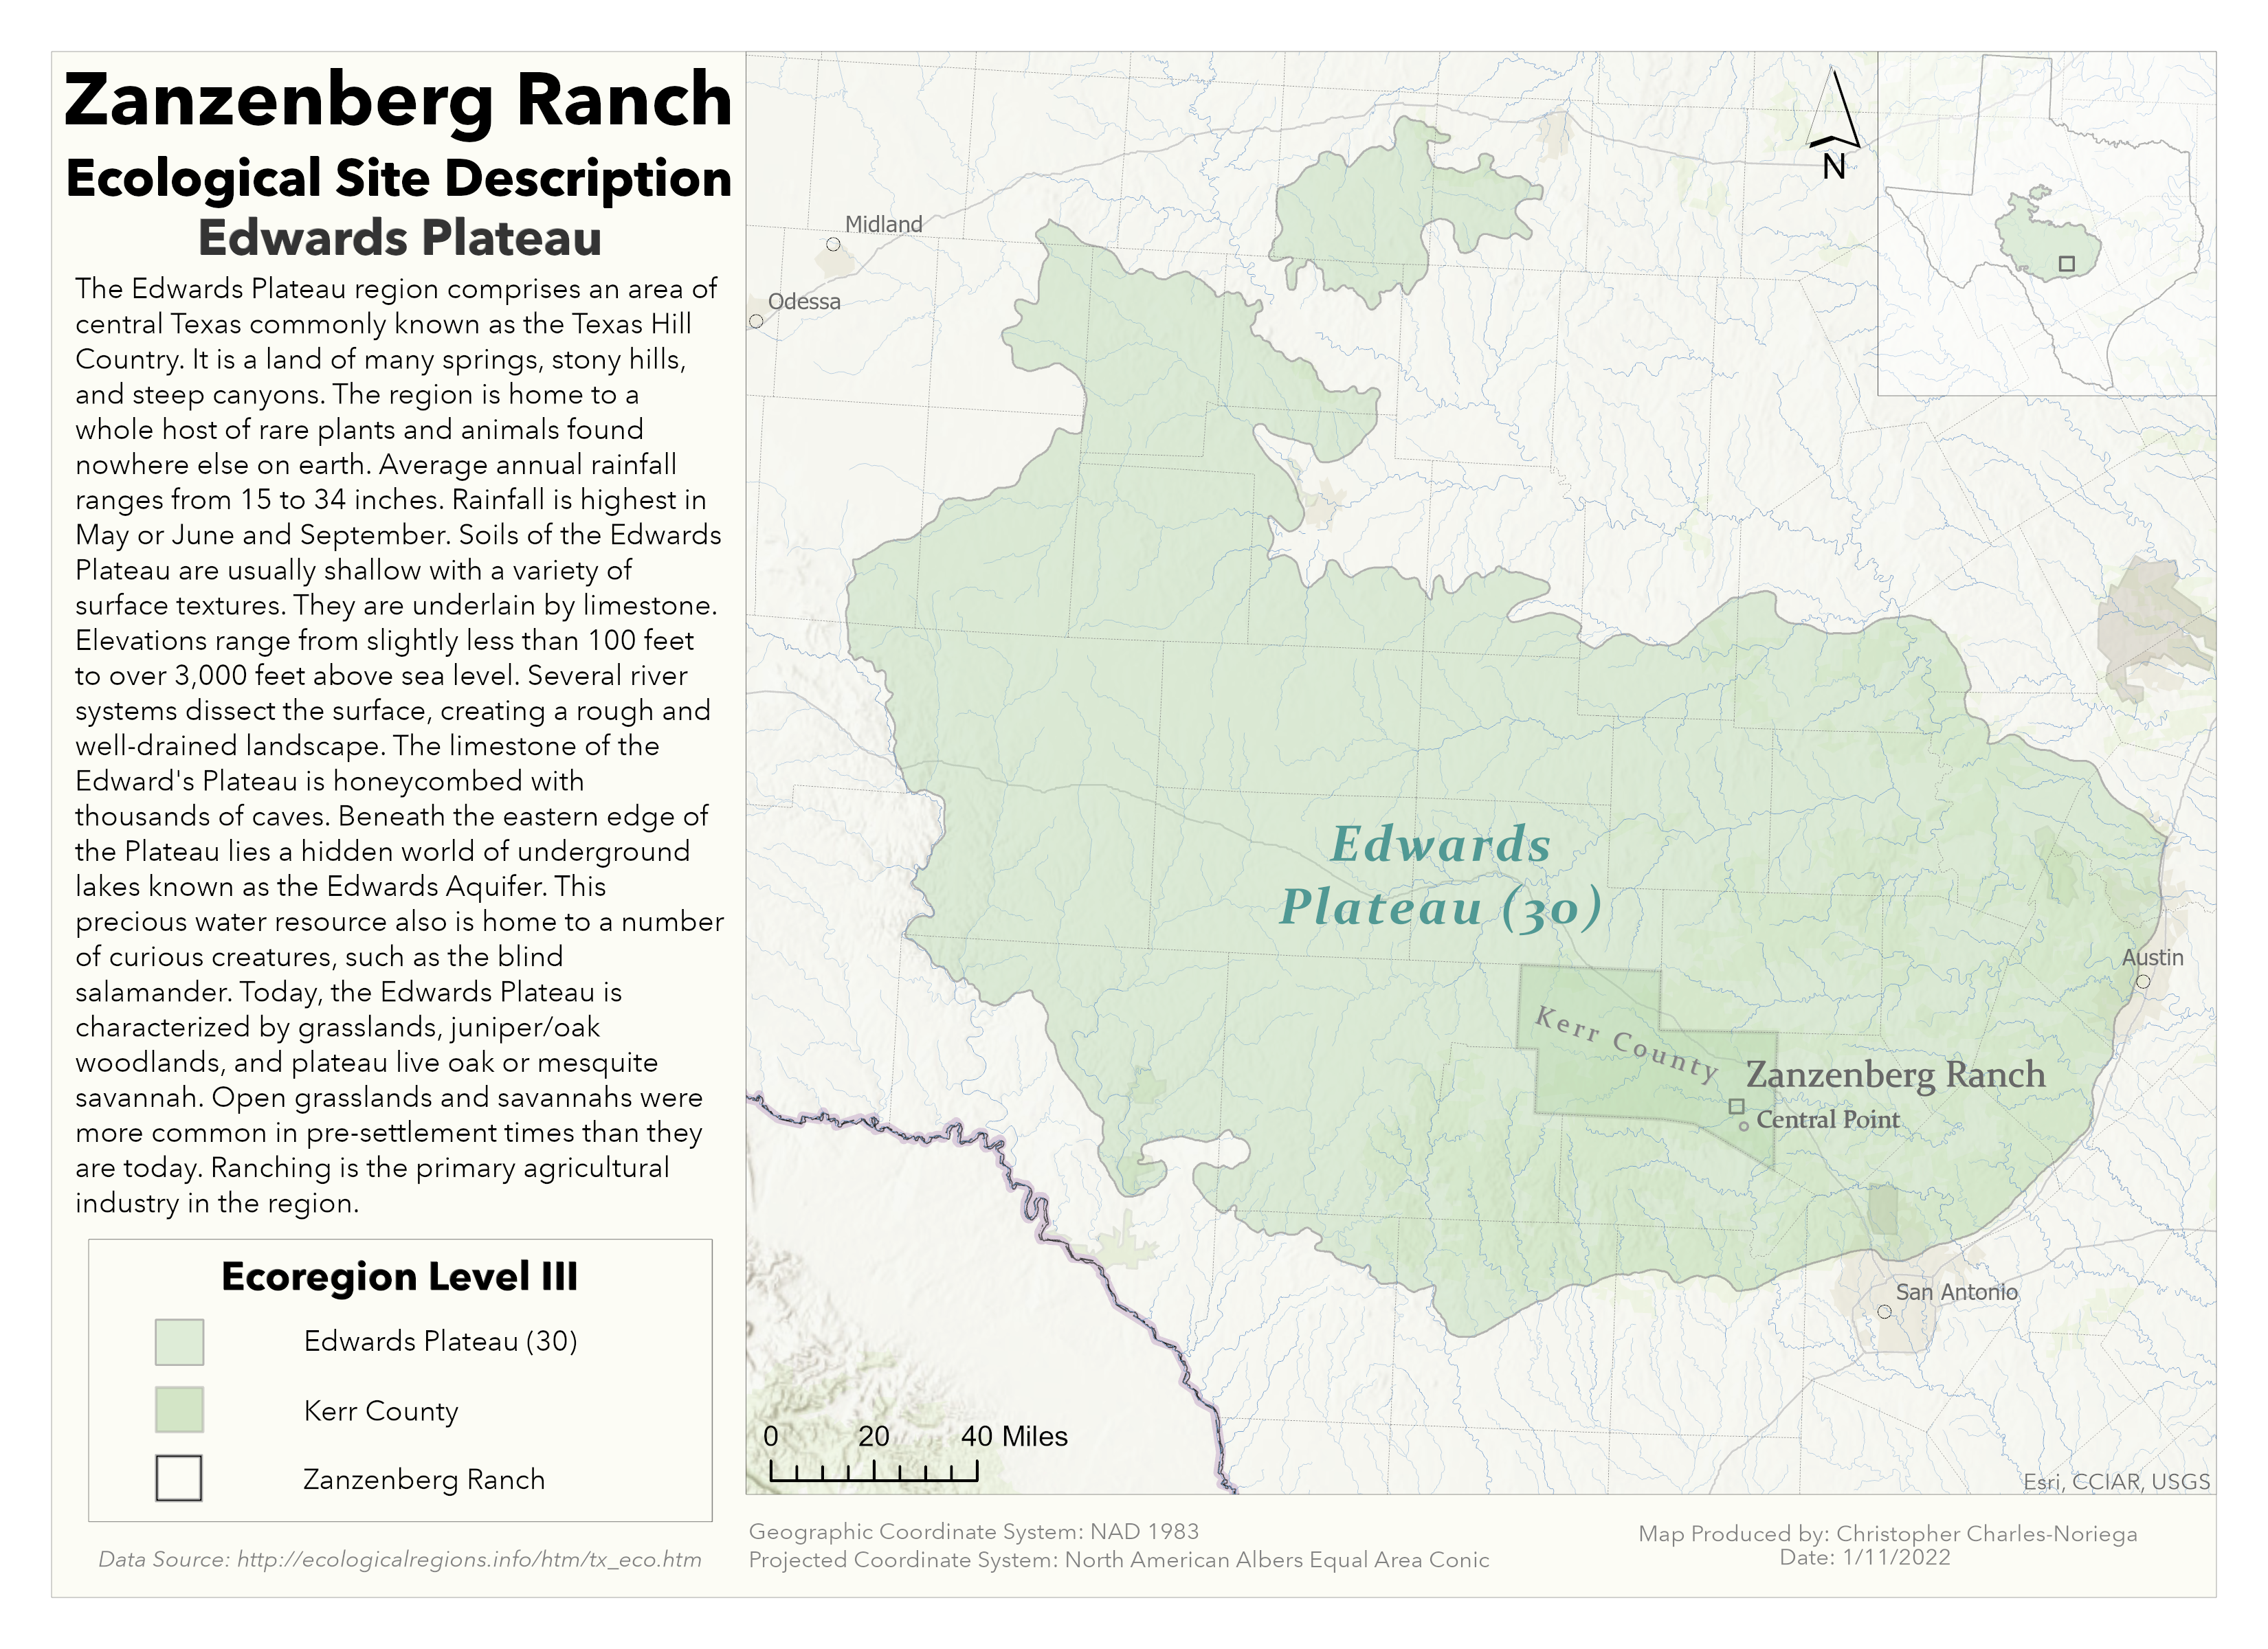 Zanzenberg Ranch
Ecological Site Description
Edwards Plateau
The Edwards Plateau region comprises an area of
central Texas commonly known as the Texas Hill
Country. It is a land of many springs, stony hills,
and steep canyons. The region is home to a
whole host of rare plants and animals found
nowhere else on earth. Average annual rainfall
ranges from 15 to 34 inches. Rainfall is highest in
May or June and September. Soils of the Edwards
Plateau are usually shallow with a variety of
surface textures. They are underlain by limestone.
Elevations range from slightly less than 100 feet
to over 3,000 feet above sea level. Several river
systems dissect the surface, creating a rough and
well-drained landscape. The limestone of the
Edward's Plateau is honeycombed with
thousands of caves. Beneath the eastern edge of
the Plateau lies a hidden world of underground
lakes known as the Edwards Aquifer. This
precious water resource also is home to a number
of curious creatures, such as the blind
salamander. Today, the Edwards Plateau is
characterized by grasslands, juniper/oak
woodlands, and plateau live oak or mesquite
savannah. Open grasslands and savannahs were
more common in pre-settlement times than they
are today. Ranching is the primary agricultural
industry in the region.
Ecoregion Level III
Edwards Plateau (30)
Kerr County
Zanzenberg Ranch
Data Source: http://ecologicalregions.info/htm/tx_eco.htm
N
Midland
Odessa
Edwards
Plateau (30)
Austin
Kerr County
Zanzenberg Ranch
Central Point
San Antonio
0 20 40 Miles
Esri, CCIAR, USGS
Geographic Coordinate System: NAD 1983
Projected Coordinate System: North American Albers Equal Area Conic
Map Produced by: Christopher Charles-Noriega
Date: 1/11/2022